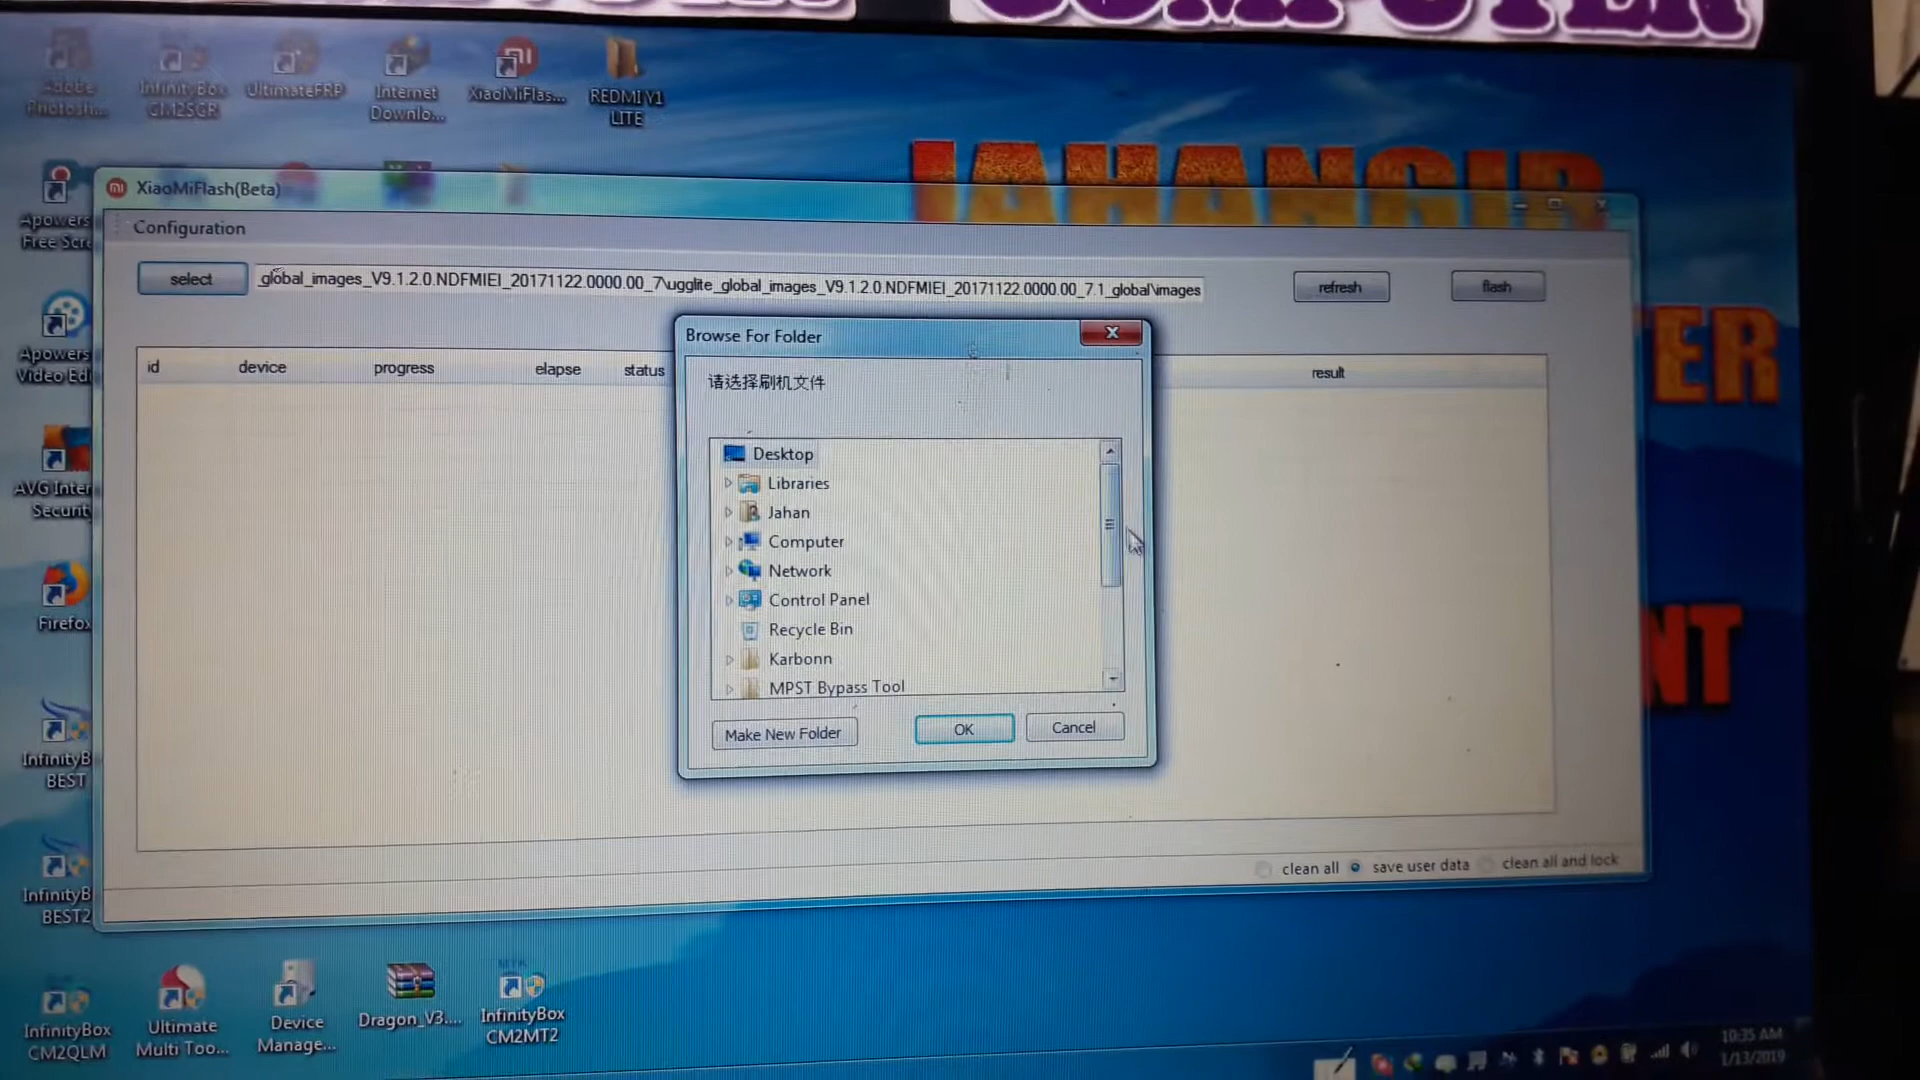 COMPUTER
Adobe
Photosh...
InfinityBox
CM2SCR
UltimateFRP
Internet
Downlo...
XiaoMiFlas...
REDMI Y1
LITE
JAHANGIR
ER
NT
Apowers
Free Scre
Apowers
Video Edi
AVG Inter
Securit
Firefox
InfinityB
BEST
InfinityB
BEST2
InfinityBox
CM2QLM
Ultimate
Multi Too...
Device
Manage...
Dragon_V3....
InfinityBox
CM2MT2
XiaoMiFlash(Beta)
Configuration
select
_global_images_V9.1.2.0.NDFMIEI_20171122.0000.00_7\ugglite_global_images_V9.1.2.0.NDFMIEI_20171122.0000.00_7.1_global\images
refresh
flash
id device progress elapse status result
Browse For Folder
请选择刷机文件
Desktop
Libraries
Jahan
Computer
Network
Control Panel
Recycle Bin
Karbonn
MPST Bypass Tool
Make New Folder
OK
Cancel
clean all save user data clean all and lock
10:35 AM
1/13/2019